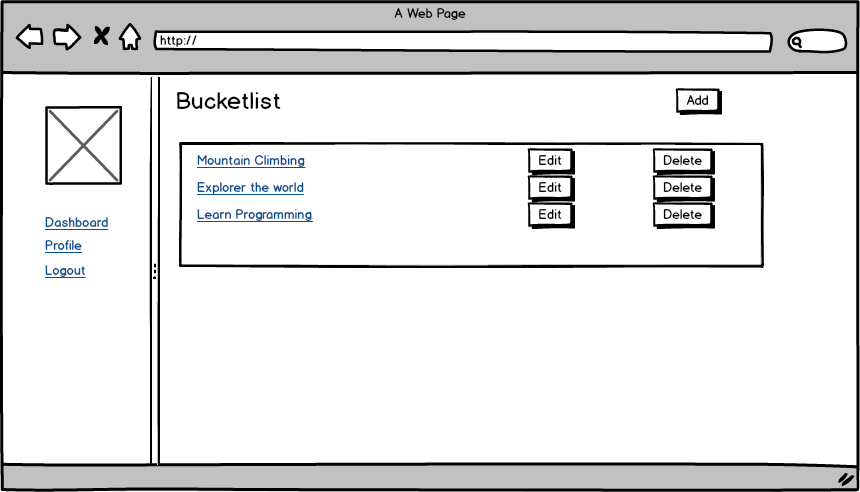 A Web Page
http://
Bucketlist
Add
Mountain Climbing Edit Delete
Explorer the world Edit Delete
Learn Programming Edit Delete
Dashboard
Profile
Logout